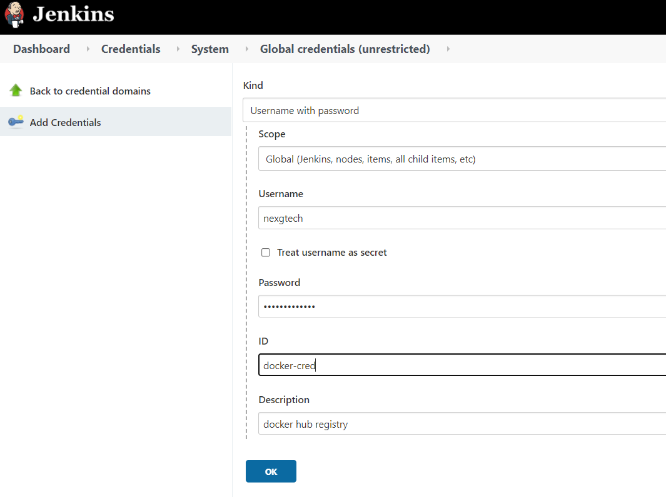 Jenkins
Dashboard Credentials System Global credentials (unrestricted)
Back to credential domains
Add Credentials
Kind
Username with password
Scope
Global (Jenkins, nodes, items, all child items, etc)
Username
nexgtech
Treat username as secret
Password
•••••••••••••
ID
docker-cred
Description
docker hub registry
OK